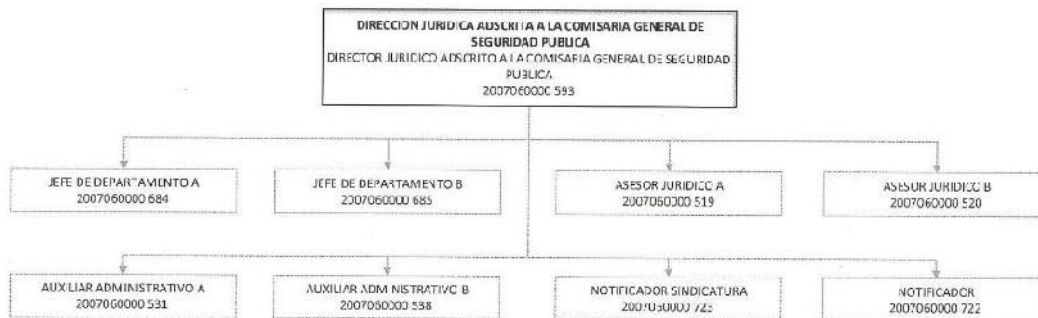 DIRECCION JURIDICA ADSCRITA A LA COMISARIA GENERAL DE
SEGURIDAD PUBLICA
DIRECTOR JURIDICO ADSCRITO A LA COMISARIA GENERAL DE SEGURIDAD
PUBLICA
2007060000 593
JEFE DE DEPARTAMENTO A
2007060000 684
JEFE DE DEPARTAMENTO B
2007060000 685
ASESOR JURIDICO A
2007060000 519
ASESOR JURIDICO B
2007060000 520
AUXILIAR ADMINISTRATIVO A
2007060000 531
AUXILIAR ADMINISTRATIVO B
2007060000 538
NOTIFICADOR SINDICATURA
2007060000 723
NOTIFICADOR
2007060000 722